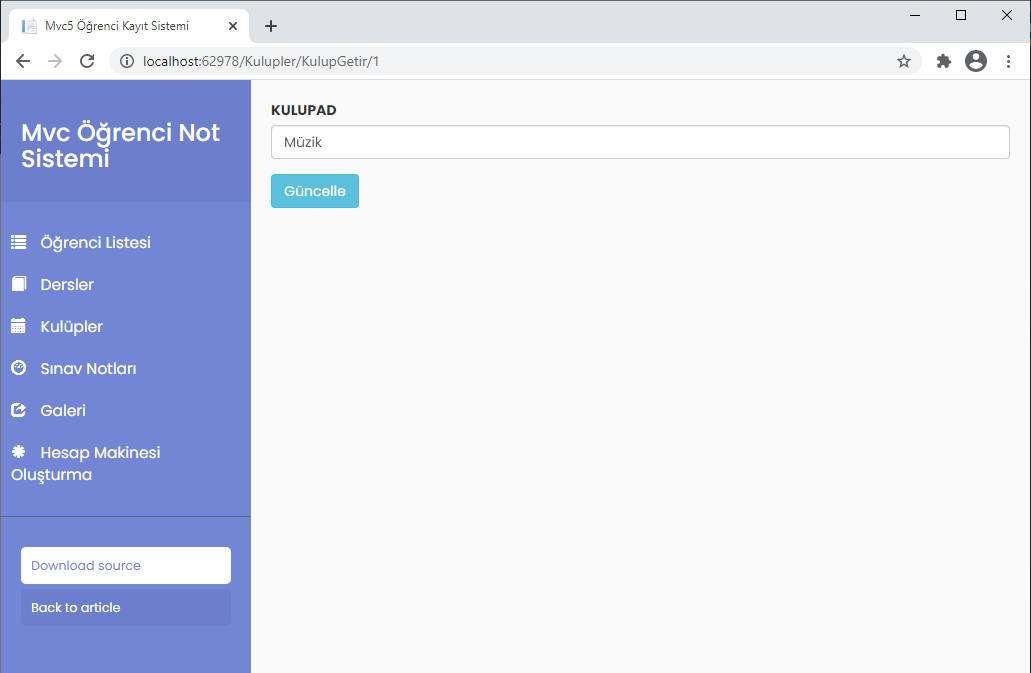 Mvc5 Öğrenci Kayıt Sistemi
localhost:62978/Kulupler/KulupGetir/1
Mvc Öğrenci Not
Sistemi
Öğrenci Listesi
Dersler
Kulüpler
Sınav Notları
Galeri
Hesap Makinesi
Oluşturma
Download source
Back to article
KULUPAD
Müzik
Güncelle